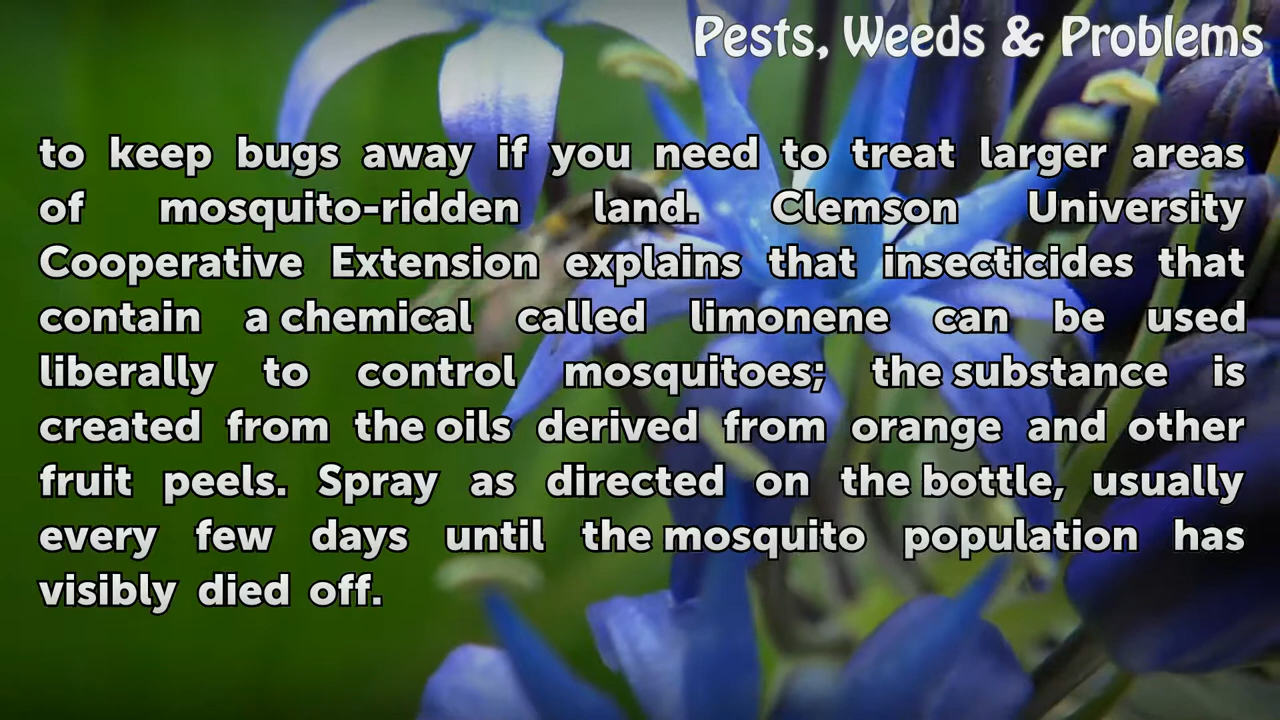 Pests, Weeds & Problems
to keep bugs away if you need to treat larger areas
of mosquito-ridden land. Clemson University
Cooperative Extension explains that insecticides that
contain a chemical called limonene can be used
liberally to control mosquitoes; the substance is
created from the oils derived from orange and other
fruit peels. Spray as directed on the bottle, usually
every few days until the mosquito population has
visibly died off.